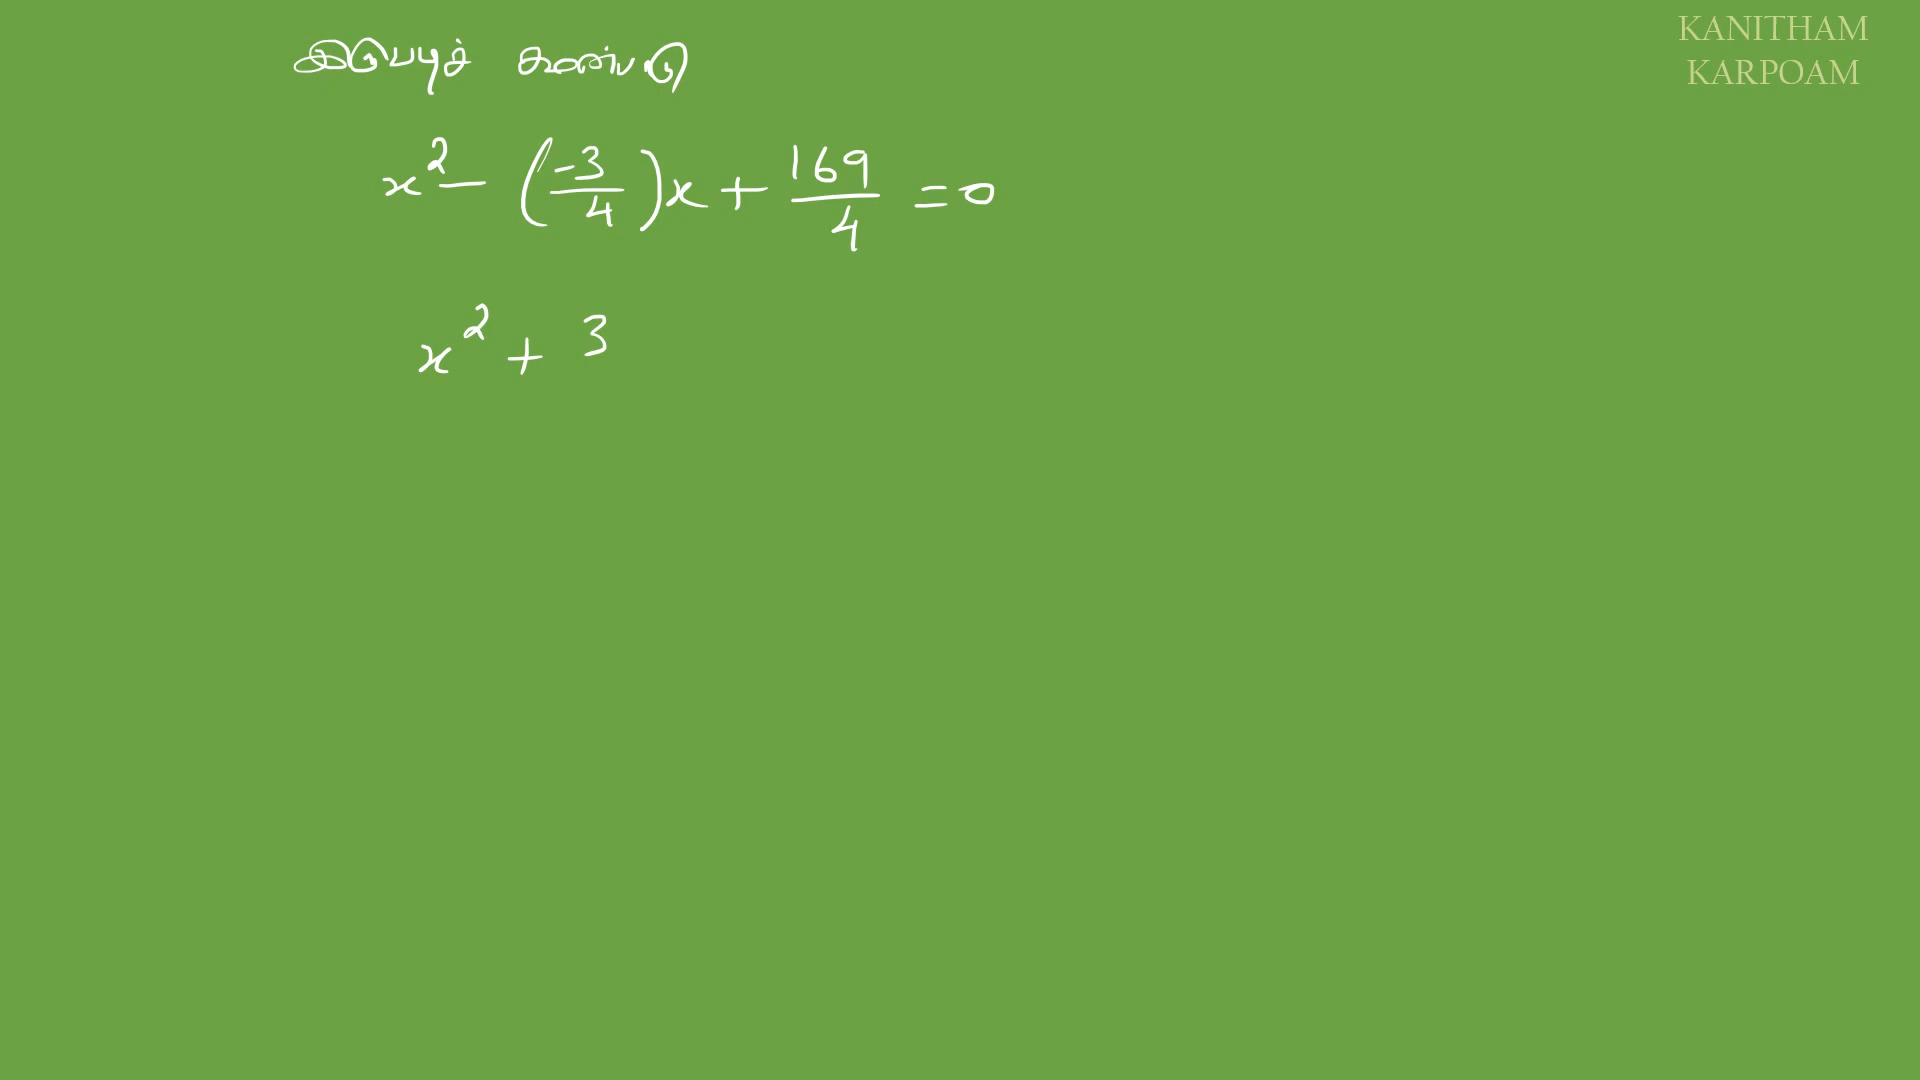 KANITHAM
KARPOAM
இருபடிச் சமன்பாடு
x² - (-3/4)x + 169/4 = 0
x² + 3